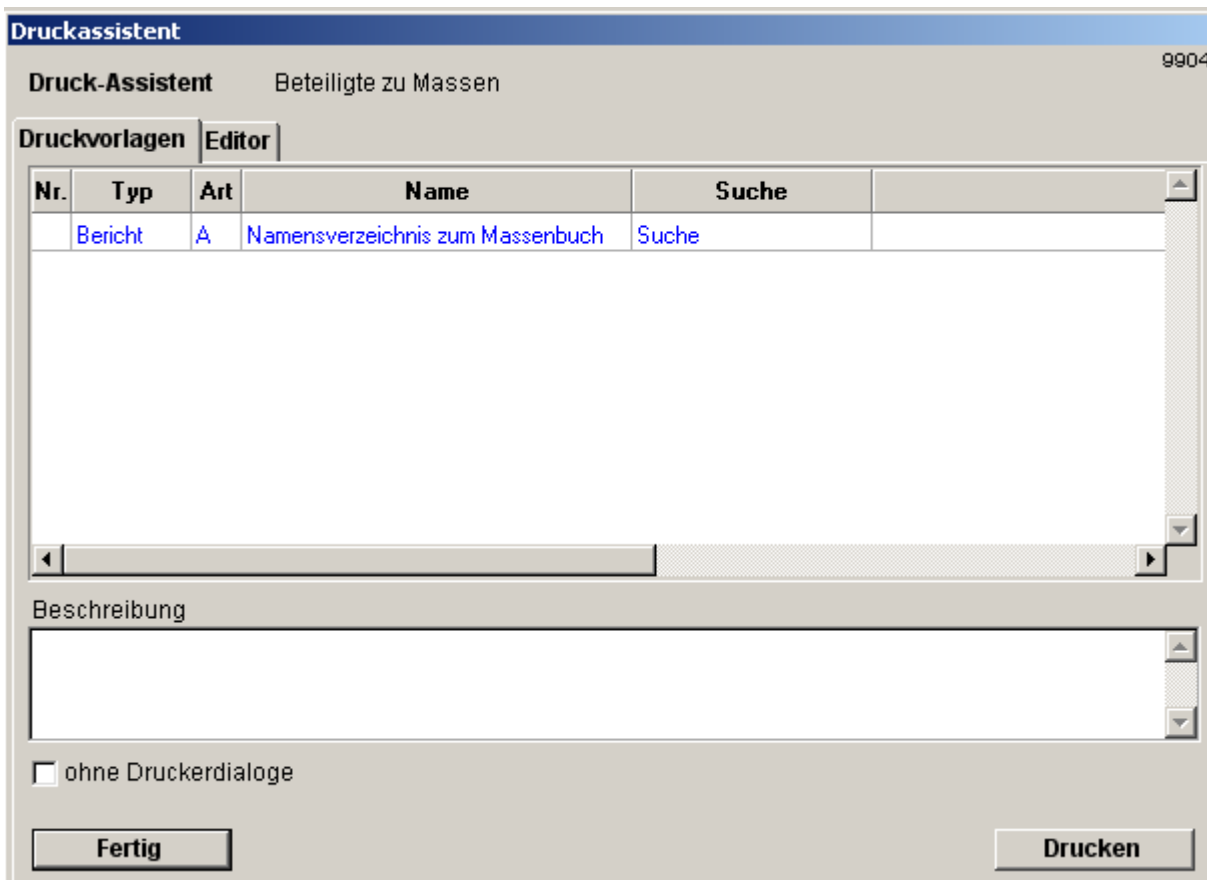 Druckassistent
9904
Druck-Assistent Beteiligte zu Massen
Druckvorlagen Editor
Nr. Typ Art Name Suche
Bericht A Namensverzeichnis zum Massenbuch Suche
Beschreibung
ohne Druckerdialoge
Fertig Drucken